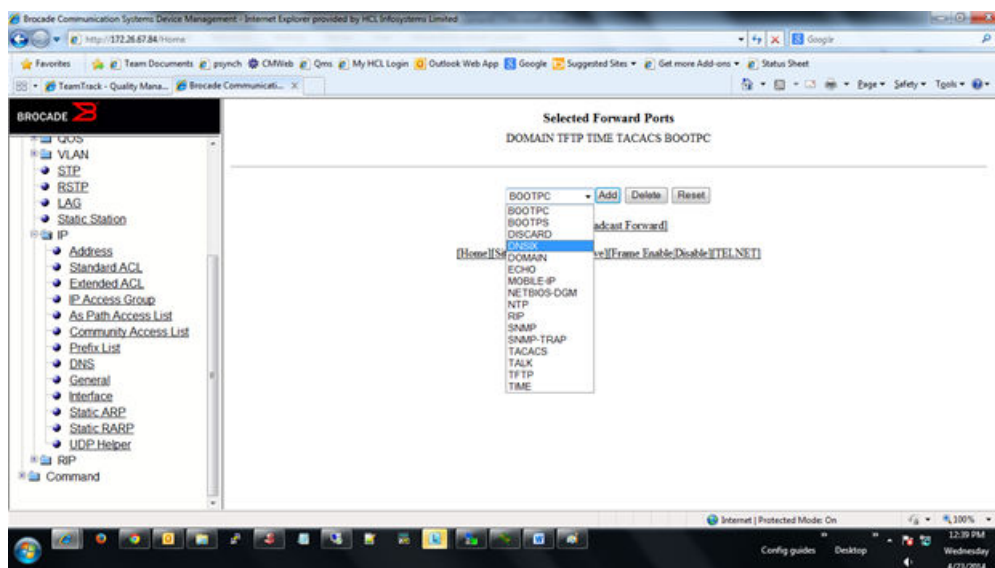 Brocade Communication Systems Device Management - Internet Explorer provided by HCL Infosystems Limited
http://172.26.67.84/Home
Google
Favorites Team Documents psynch CMWeb Qms My HCL Login Outlook Web App Google Suggested Sites Get more Add-ons Status Sheet
TeamTrack - Quality Mana... Brocade Communicati... X
Page Safety Tools
BROCADE
QOS
VLAN
STP
RSTP
LAG
Static Station
IP
Address
Standard ACL
Extended ACL
IP Access Group
As Path Access List
Community Access List
Prefix List
DNS
General
Interface
Static ARP
Static RARP
UDP Helper
RIP
Command
Selected Forward Ports
DOMAIN TFTP TIME TACACS BOOTPC
BOOTPC Add Delete Reset
BOOTPC
BOOTPS
DISCARD
DNSIX
DOMAIN
ECHO
MOBILE-IP
NETBIOS-DGM
NTP
RIP
SNMP
SNMP-TRAP
TACACS
TALK
TFTP
TIME
adcast Forward]
[Home][Si ve][Frame Enable|Disable][TELNET]
Internet | Protected Mode: On
100%
Config guides Desktop
12:39 PM
Wednesday
4/23/2014